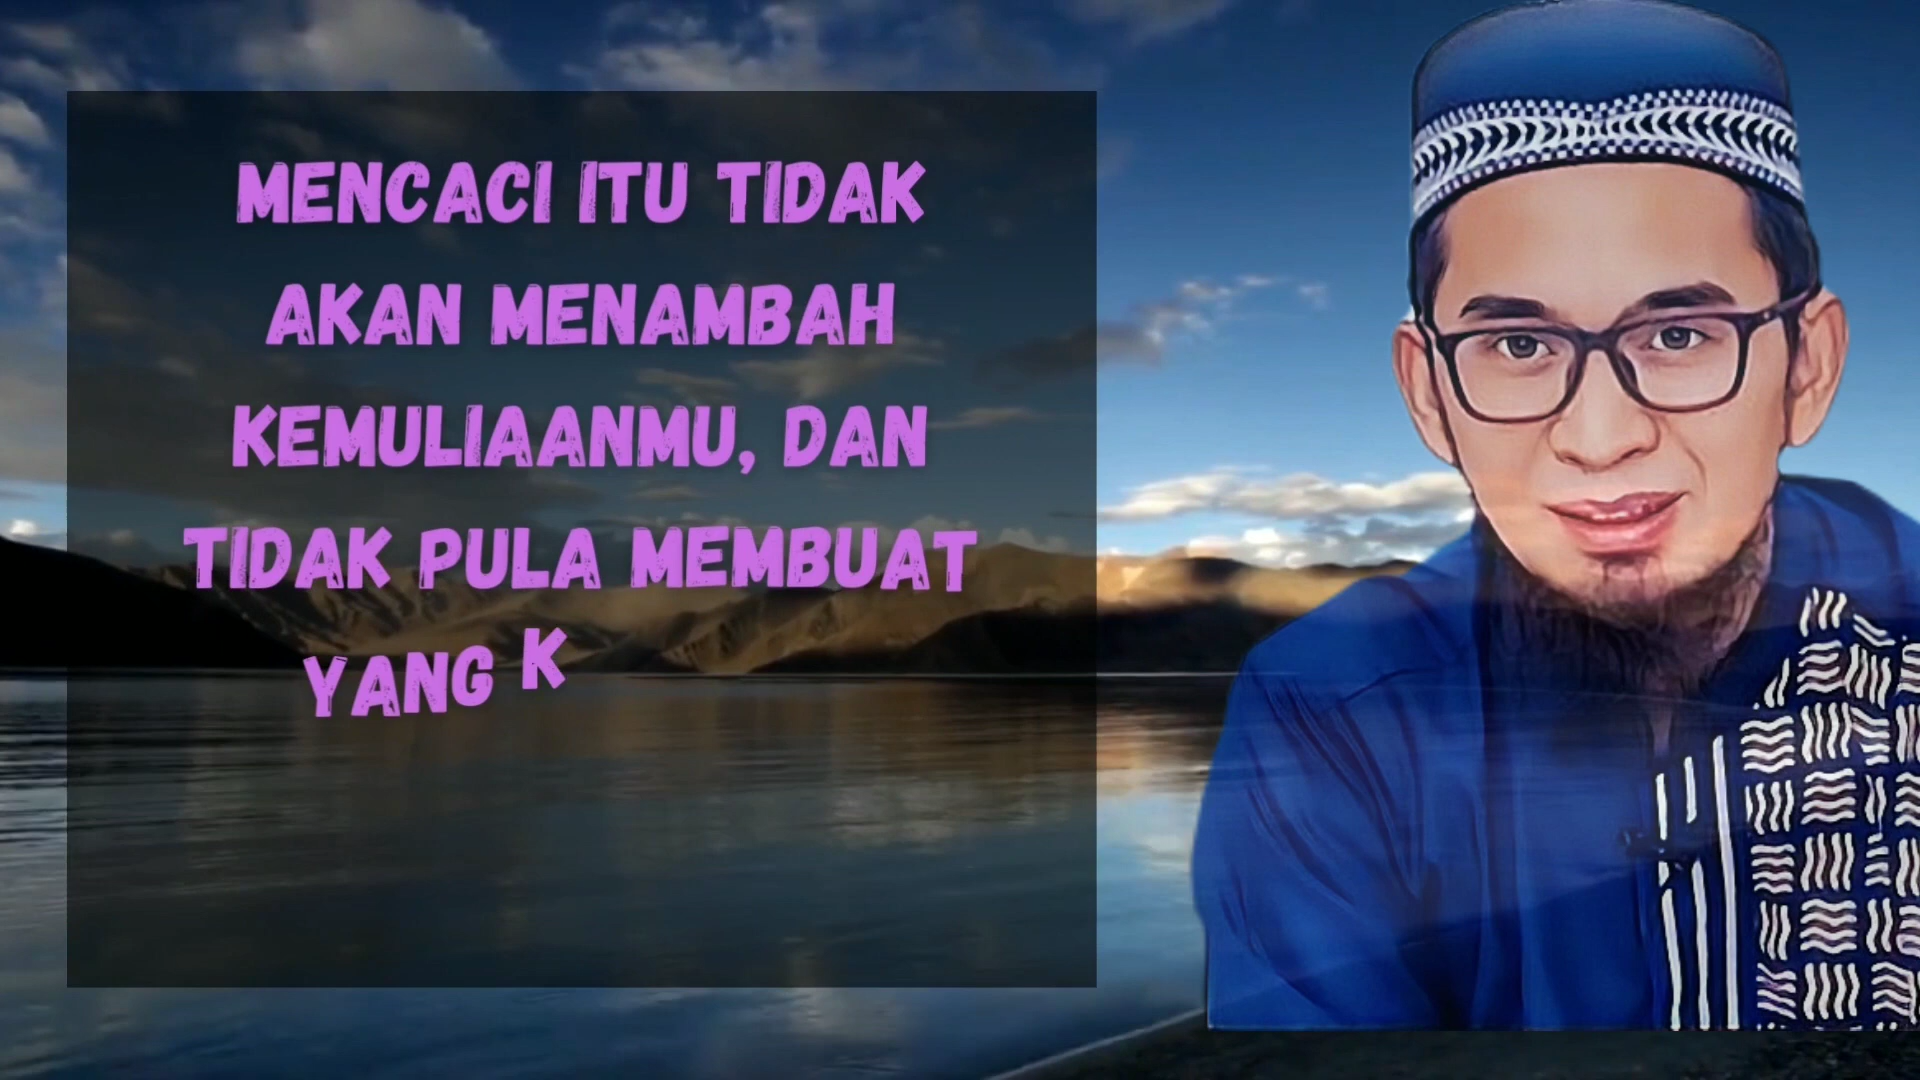 MENCACI ITU TIDAK
AKAN MENAMBAH
KEMULIAANMU, DAN
TIDAK PULA MEMBUAT
YANG K